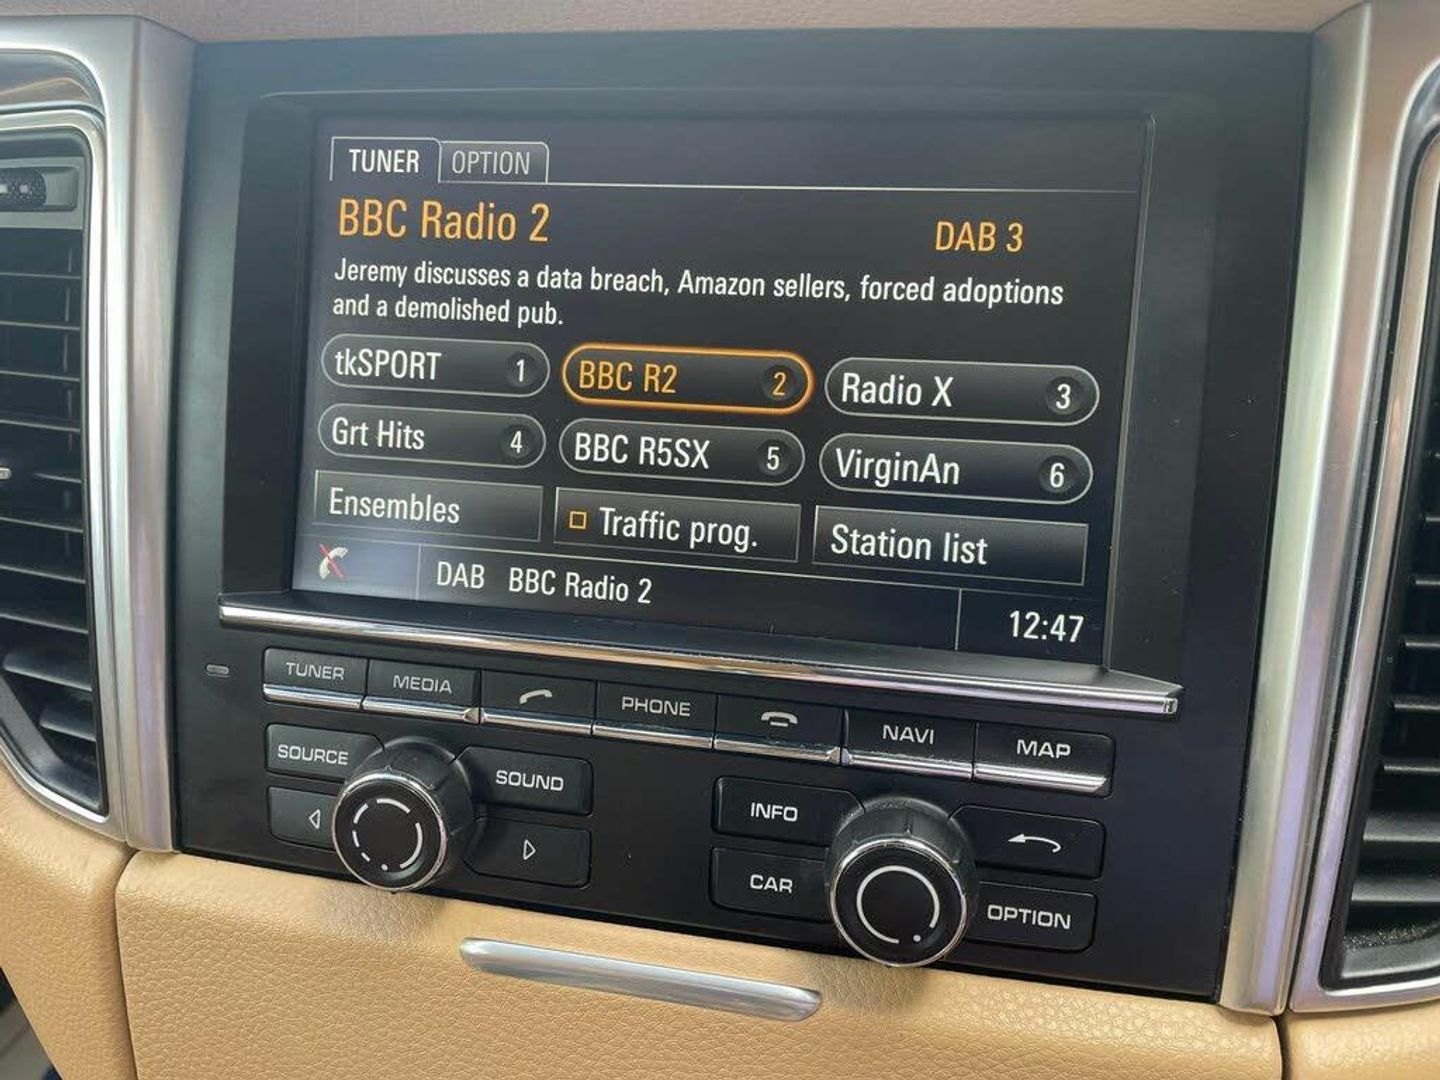 TUNER OPTION
BBC Radio 2 DAB 3
Jeremy discusses a data breach, Amazon sellers, forced adoptions
and a demolished pub.
tkSPORT 1 BBC R2 2 Radio X 3
Grt Hits 4 BBC R5SX 5 VirginAn 6
Ensembles Traffic prog. Station list
DAB BBC Radio 2 12:47
TUNER MEDIA PHONE NAVI MAP
SOURCE SOUND INFO
CAR OPTION